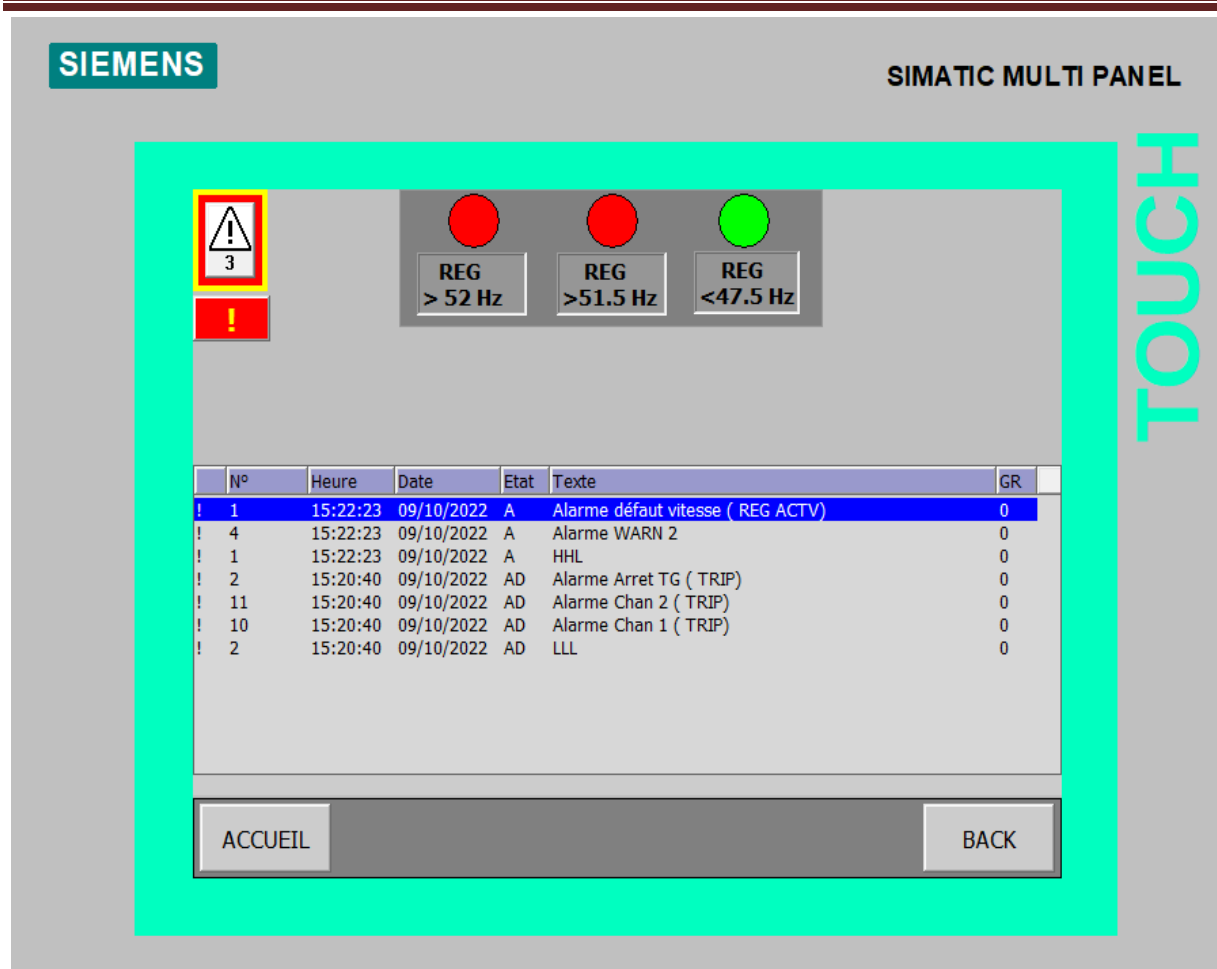 SIEMENS
SIMATIC MULTI PANEL
TOUCH
3
!
REG
> 52 Hz
REG
>51.5 Hz
REG
<47.5 Hz
N° Heure Date Etat Texte GR
! 1 15:22:23 09/10/2022 A Alarme défaut vitesse ( REG ACTV) 0
! 4 15:22:23 09/10/2022 A Alarme WARN 2 0
! 1 15:22:23 09/10/2022 A HHL 0
! 2 15:20:40 09/10/2022 AD Alarme Arret TG ( TRIP) 0
! 11 15:20:40 09/10/2022 AD Alarme Chan 2 ( TRIP) 0
! 10 15:20:40 09/10/2022 AD Alarme Chan 1 ( TRIP) 0
! 2 15:20:40 09/10/2022 AD LLL 0
ACCUEIL
BACK